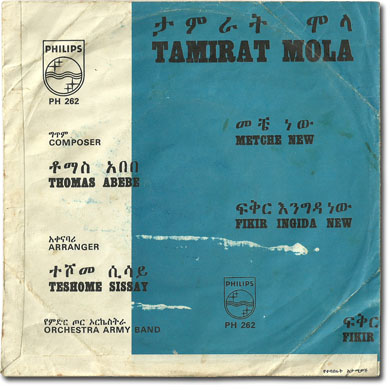 ታምራት ሞላ
TAMIRAT MOLA
PHILIPS
PH 262
ግጥም
COMPOSER
ቶማስ አበበ
THOMAS ABEBE
መቼ ነው
METCHE NEW
ፍቅር እንግዳ ነው
FIKIR INGIDA NEW
አቀናባሪ
ARRANGER
ተሾመ ሲሳይ
TESHOME SISSAY
የምድር ጦር ኦርኬስትራ
ORCHESTRA ARMY BAND
PHILIPS
PH 262
ፍቅር
FIKIR